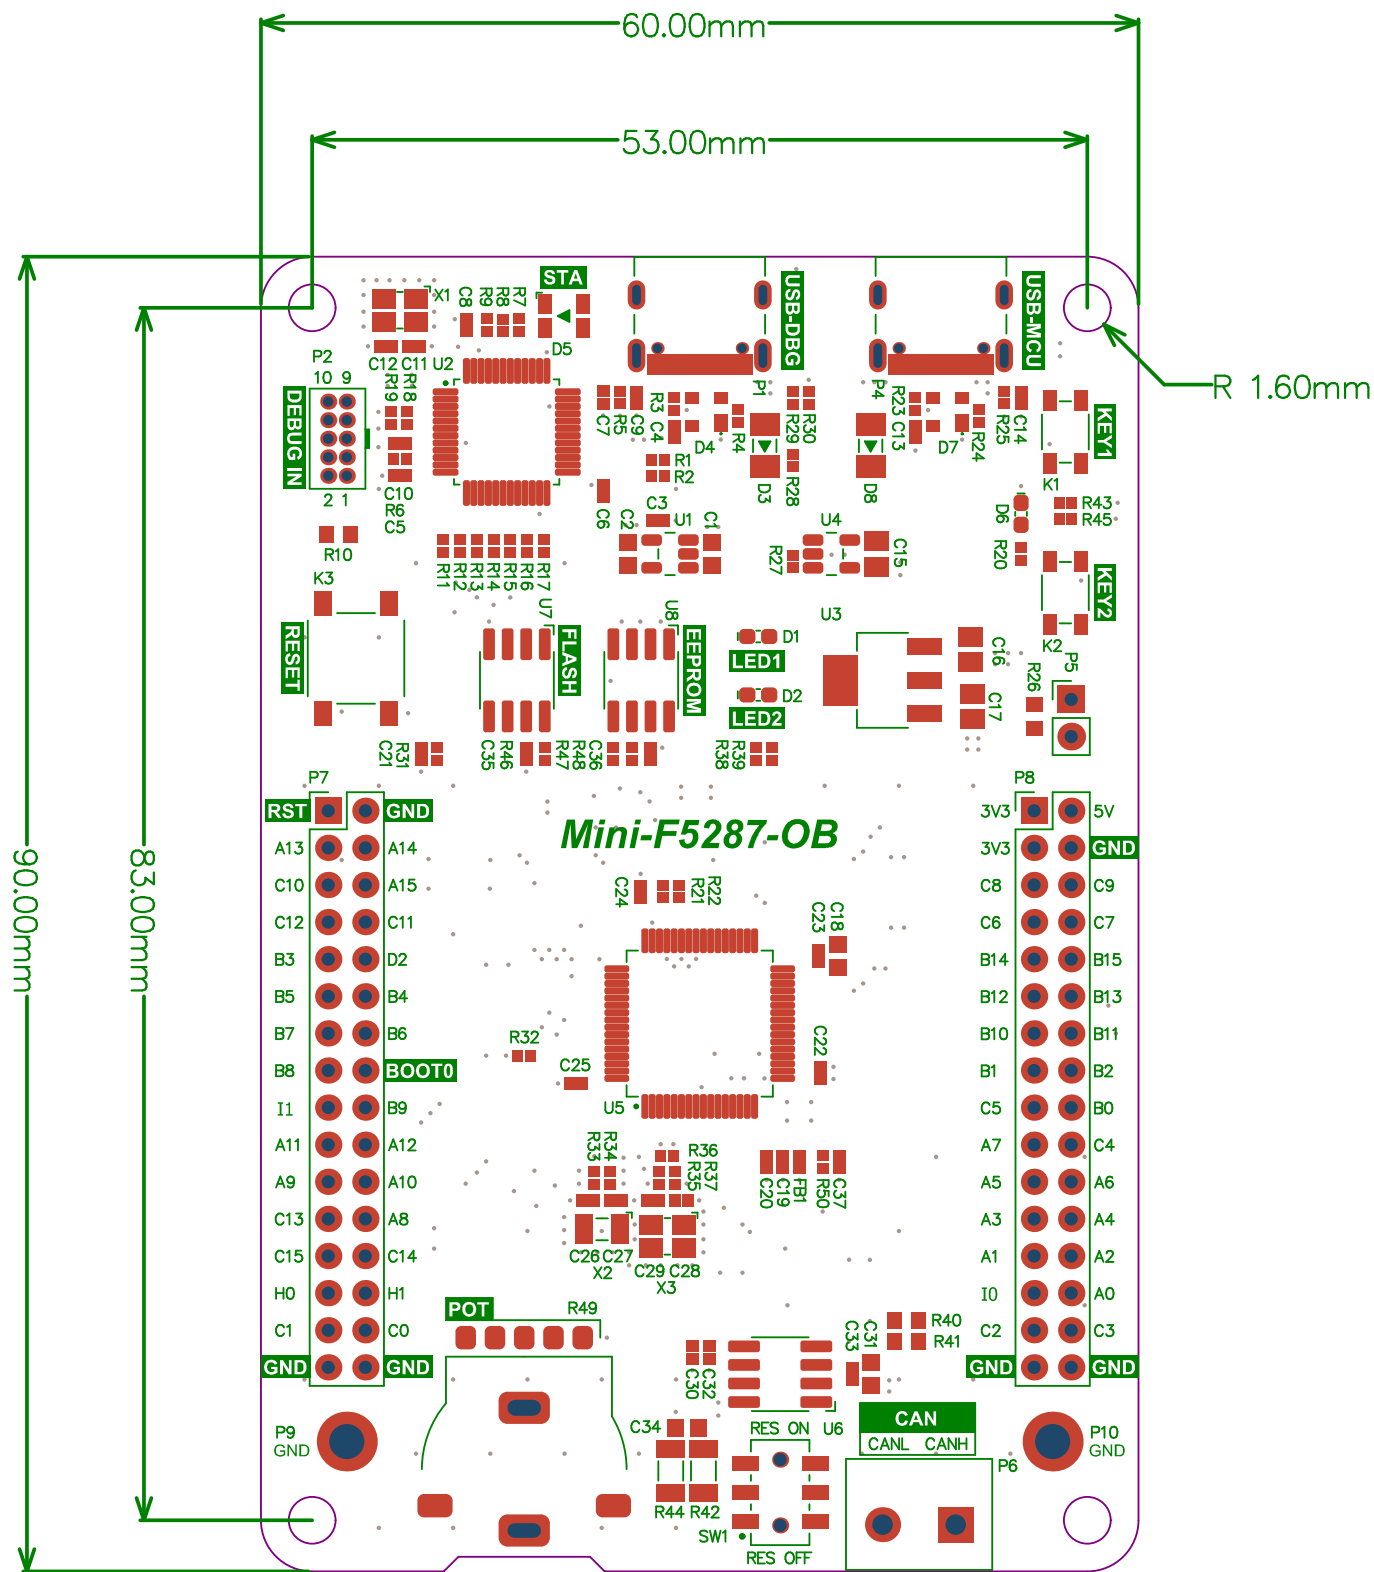 60.00mm
53.00mm
R 1.60mm
90.00mm
83.00mm
STA
USB-DBG
USB-MCU
X1
C8
R9
R8
R7
D5
P2
C12
C11
U2
10
9
R19
R18
DEBUG IN
2
1
C10
R6
C5
R10
C7
R5
C9
R3
C4
D4
R4
P1
R29
R30
D3
R28
R1
R2
C6
C3
C2
U1
C1
P4
R23
C13
D7
R24
R25
C14
D8
KEY1
K1
D6
R43
R45
R20
U4
C15
R27
R11
R12
R13
R14
R15
R16
R17
K3
RESET
U7
FLASH
U8
EEPROM
D1
LED1
D2
LED2
U3
C16
C17
KEY2
K2
P5
R26
C21
R31
C35
R46
R47
R48
C36
R38
R39
P7
P8
RST
GND
A13
A14
C10
A15
C12
C11
B3
D2
B5
B4
B7
B6
B8
BOOT0
I1
B9
A11
A12
A9
A10
C13
A8
C15
C14
H0
H1
C1
C0
GND
GND
3V3
5V
3V3
GND
C8
C9
C6
C7
B14
B15
B12
B13
B10
B11
B1
B2
C5
B0
A7
C4
A5
A6
A3
A4
A1
A2
I0
A0
C2
C3
GND
GND
Mini-F5287-OB
C24
R21
R22
C23
C18
R32
C25
C22
U5
R33
R34
R36
R35
R37
C20
C19
FB1
R50
C37
C26
C27
X2
C29
C28
X3
POT
R49
R40
R41
C33
C31
C30
C32
C34
RES ON
U6
CAN
CANL
CANH
P9
GND
P10
GND
P6
R44
R42
SW1
RES OFF